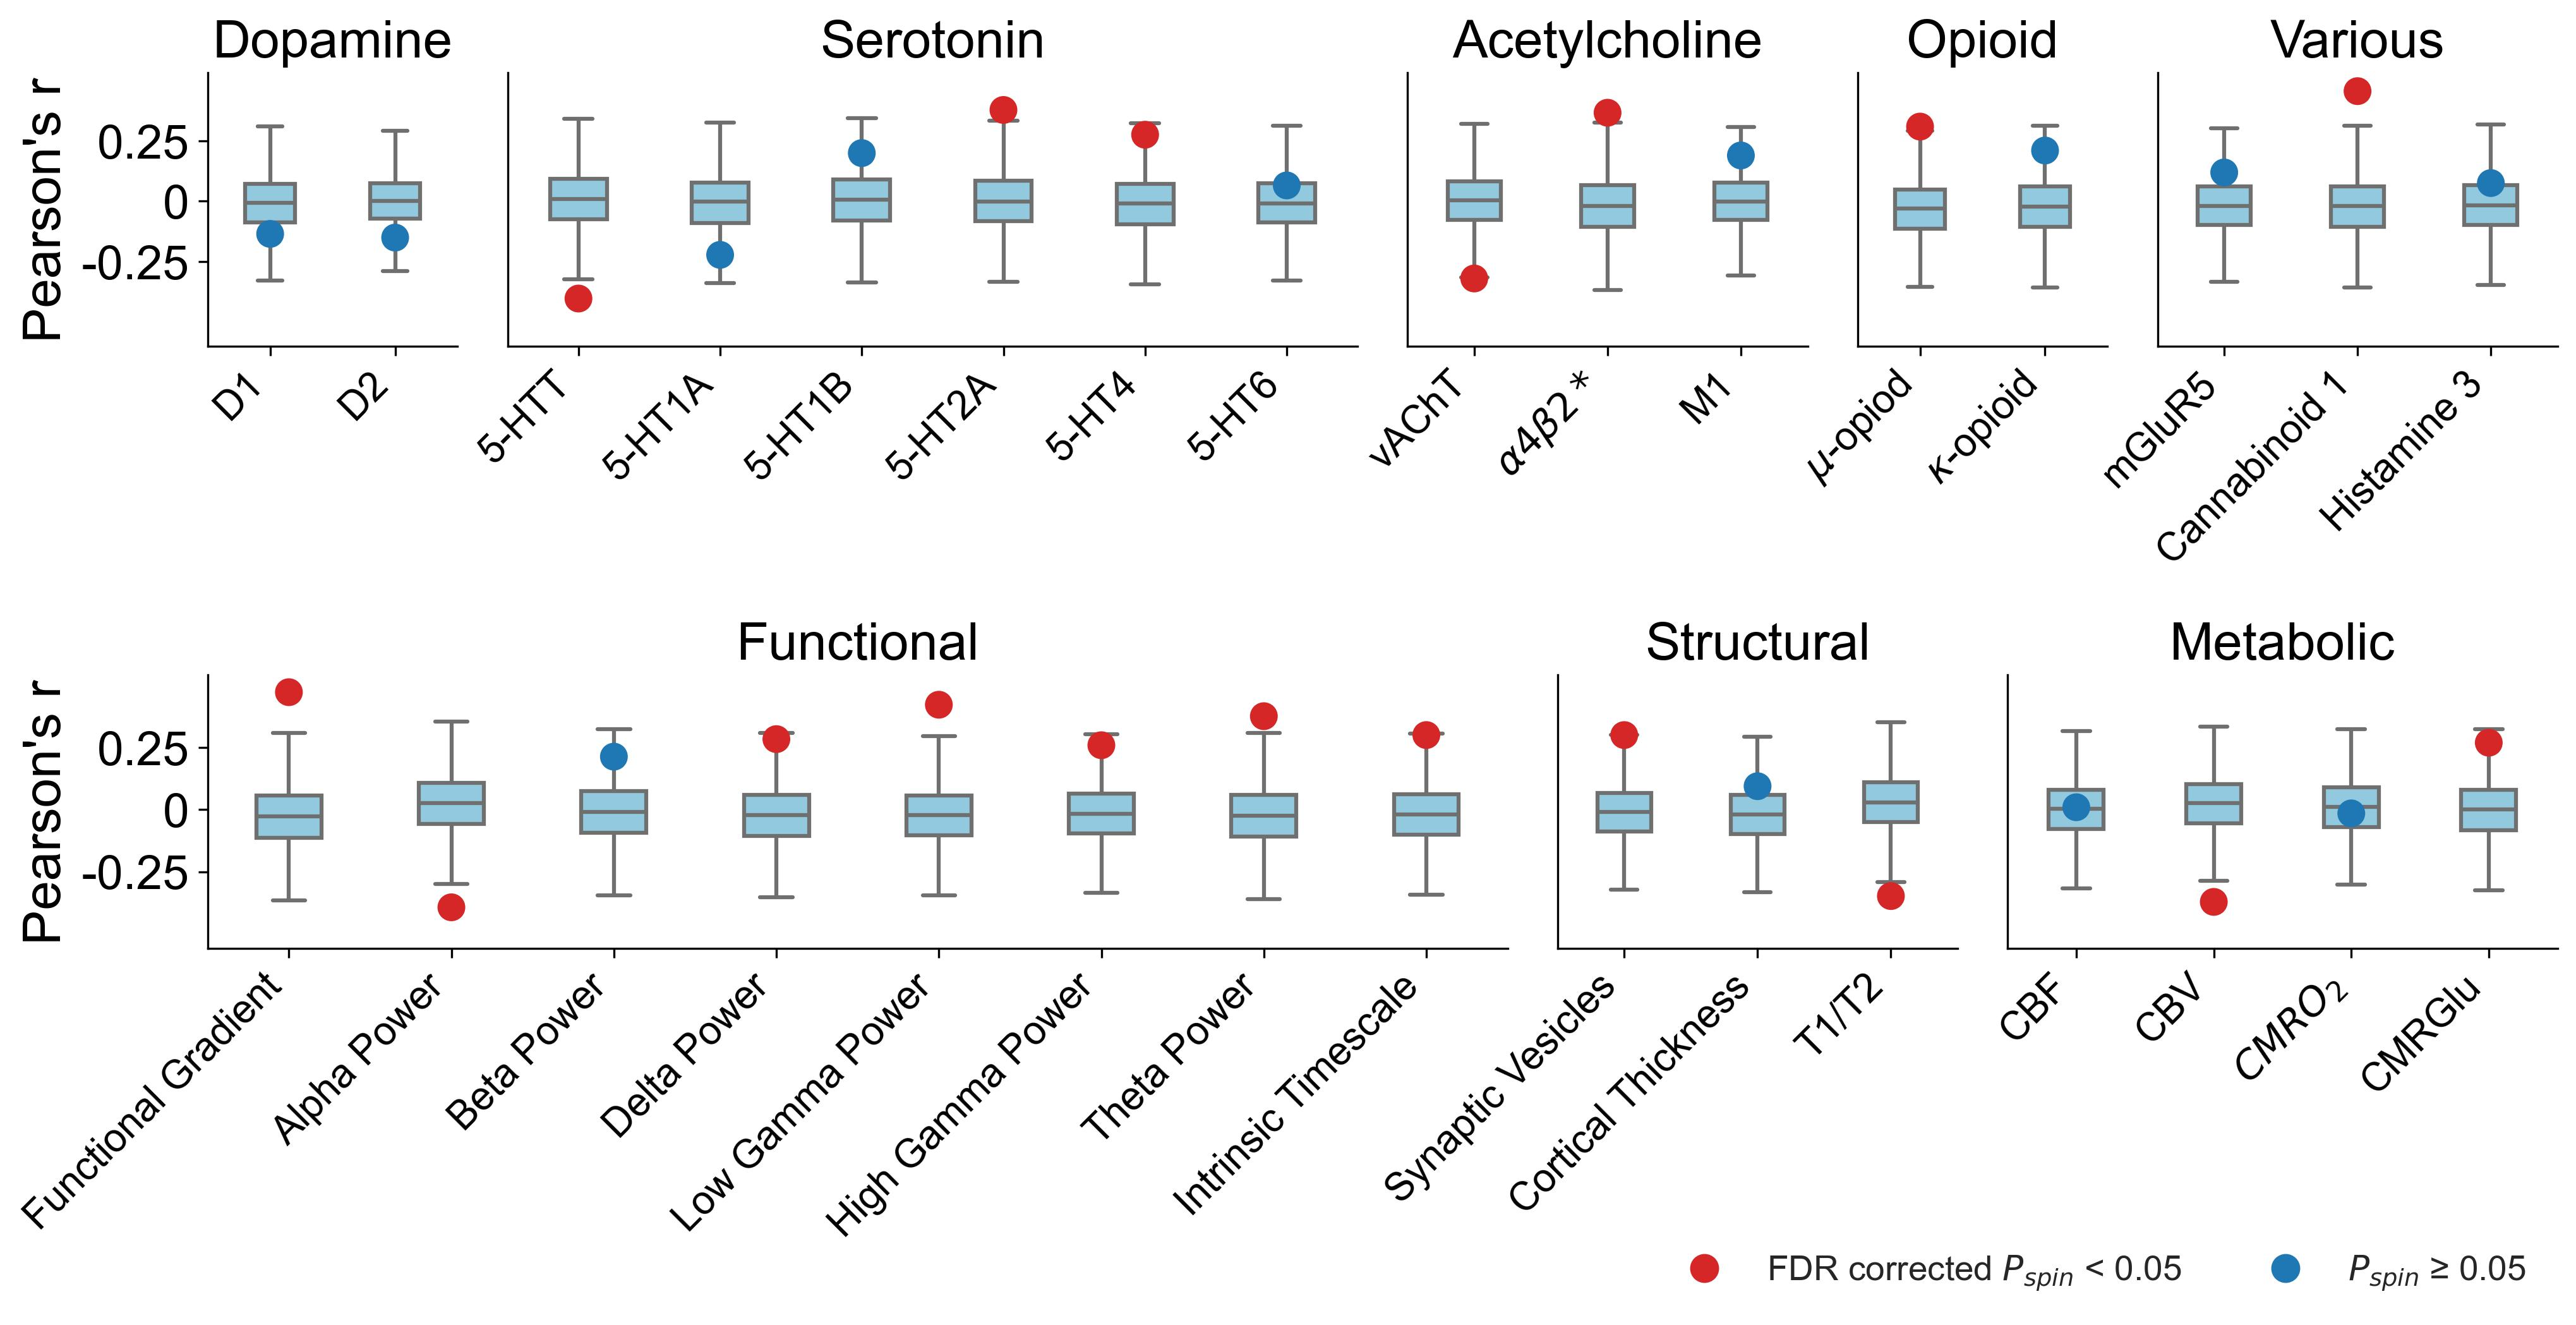 Dopamine
Serotonin
Acetylcholine
Opioid
Various
Pearson's r
0.25
0
-0.25
D1
D2
5-HTT
5-HT1A
5-HT1B
5-HT2A
5-HT4
5-HT6
vAChT
α4β2*
M1
μ-opiod
κ-opioid
mGluR5
Cannabinoid 1
Histamine 3
Functional
Structural
Metabolic
Pearson's r
0.25
0
-0.25
Functional Gradient
Alpha Power
Beta Power
Delta Power
Low Gamma Power
High Gamma Power
Theta Power
Intrinsic Timescale
Synaptic Vesicles
Cortical Thickness
T1/T2
CBF
CBV
CMRO₂
CMRGlu
FDR corrected P_spin < 0.05
P_spin ≥ 0.05